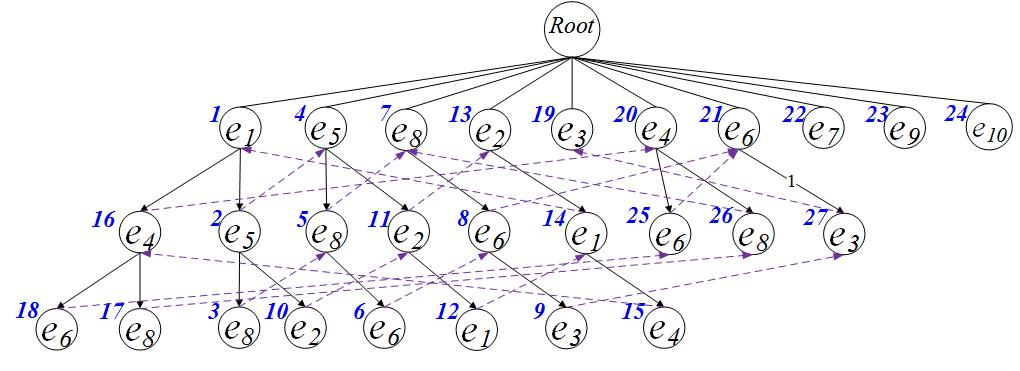 Root
1 e1 4 e5 7 e8 13 e2 19 e3 20 e4 21 e6 22 e7 23 e9 24 e10
1
16 e4 2 e5 5 e8 11 e2 8 e6 14 e1 25 e6 26 e8 27 e3
18 e6 17 e8 3 e8 10 e2 6 e6 12 e1 9 e3 15 e4